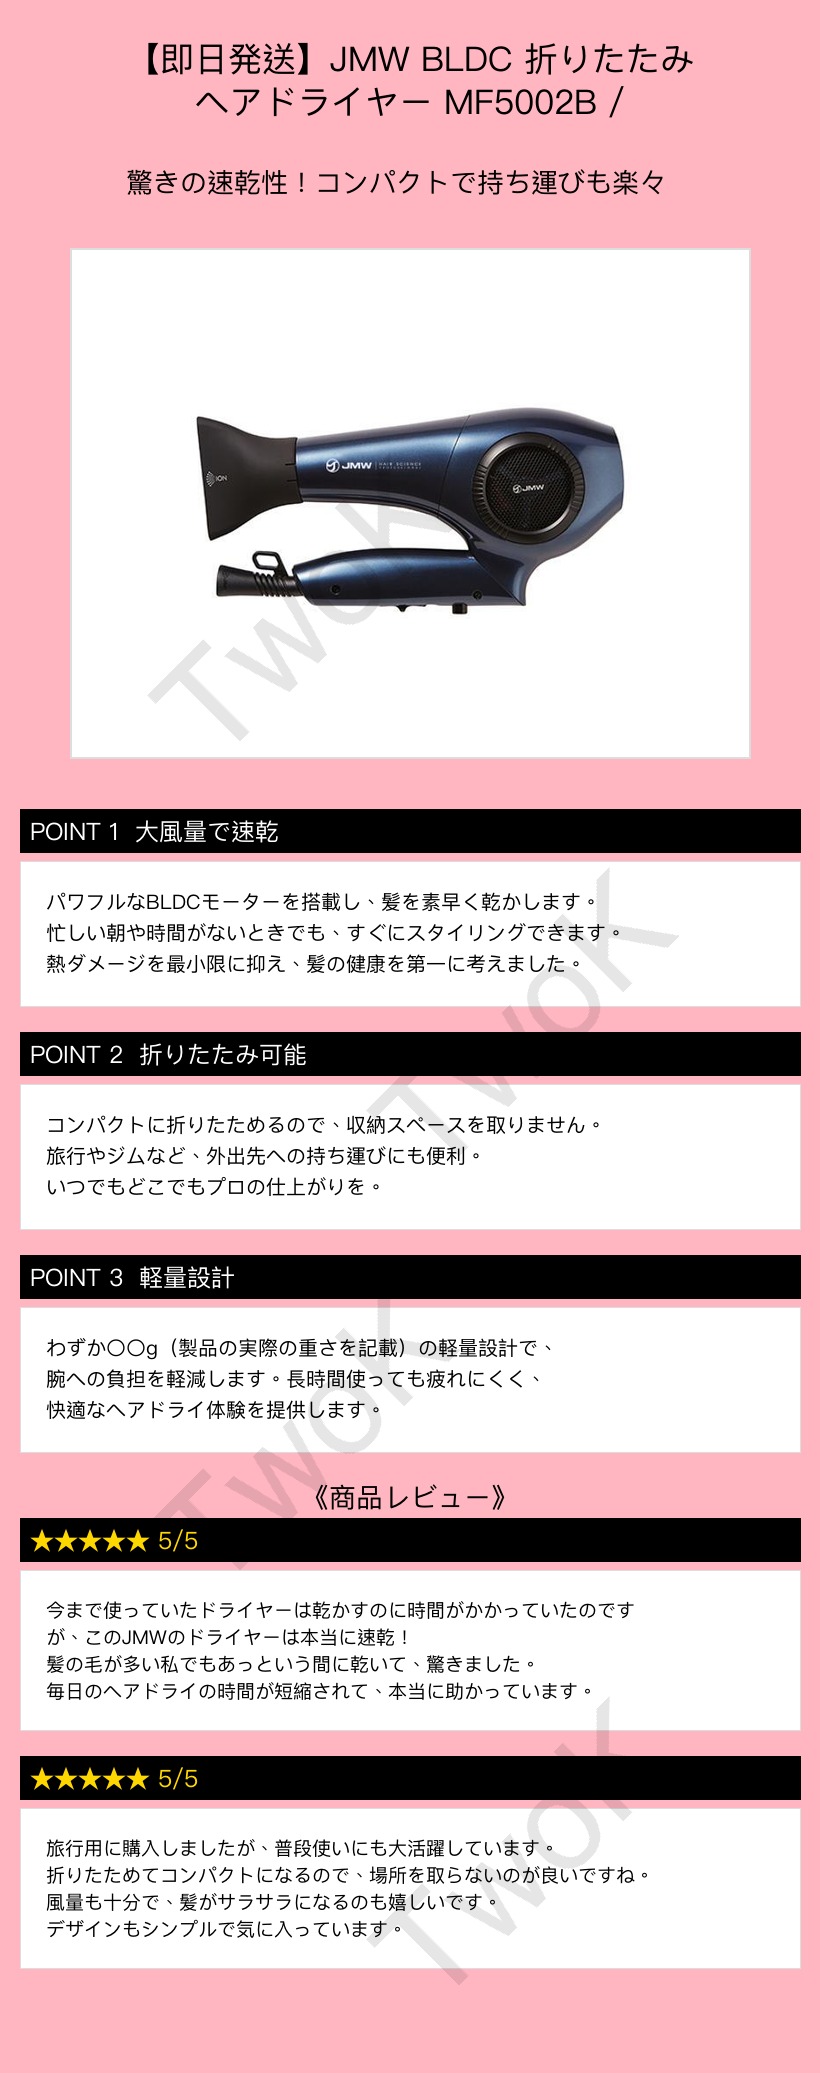 【即日発送】JMW BLDC 折りたたみ
ヘアドライヤー MF5002B /
驚きの速乾性！コンパクトで持ち運びも楽々
ION
JMW HAIR SCIENCE
PROFESSIONAL
JMW
TwoK
POINT 1 大風量で速乾
パワフルなBLDCモーターを搭載し、髪を素早く乾かします。
忙しい朝や時間がないときでも、すぐにスタイリングできます。
熱ダメージを最小限に抑え、髪の健康を第一に考えました。
TwoK
POINT 2 折りたたみ可能
コンパクトに折りたためるので、収納スペースを取りません。
旅行やジムなど、外出先への持ち運びにも便利。
いつでもどこでもプロの仕上がりを。
POINT 3 軽量設計
わずか〇〇g（製品の実際の重さを記載）の軽量設計で、
腕への負担を軽減します。長時間使っても疲れにくく、
快適なヘアドライ体験を提供します。
TwoK
《商品レビュー》
★★★★★ 5/5
今まで使っていたドライヤーは乾かすのに時間がかかっていたのです
が、このJMWのドライヤーは本当に速乾！
髪の毛が多い私でもあっという間に乾いて、驚きました。
毎日のヘアドライの時間が短縮されて、本当に助かっています。
★★★★★ 5/5
旅行用に購入しましたが、普段使いにも大活躍しています。
折りたためてコンパクトになるので、場所を取らないのが良いですね。
風量も十分で、髪がサラサラになるのも嬉しいです。
デザインもシンプルで気に入っています。
TwoK